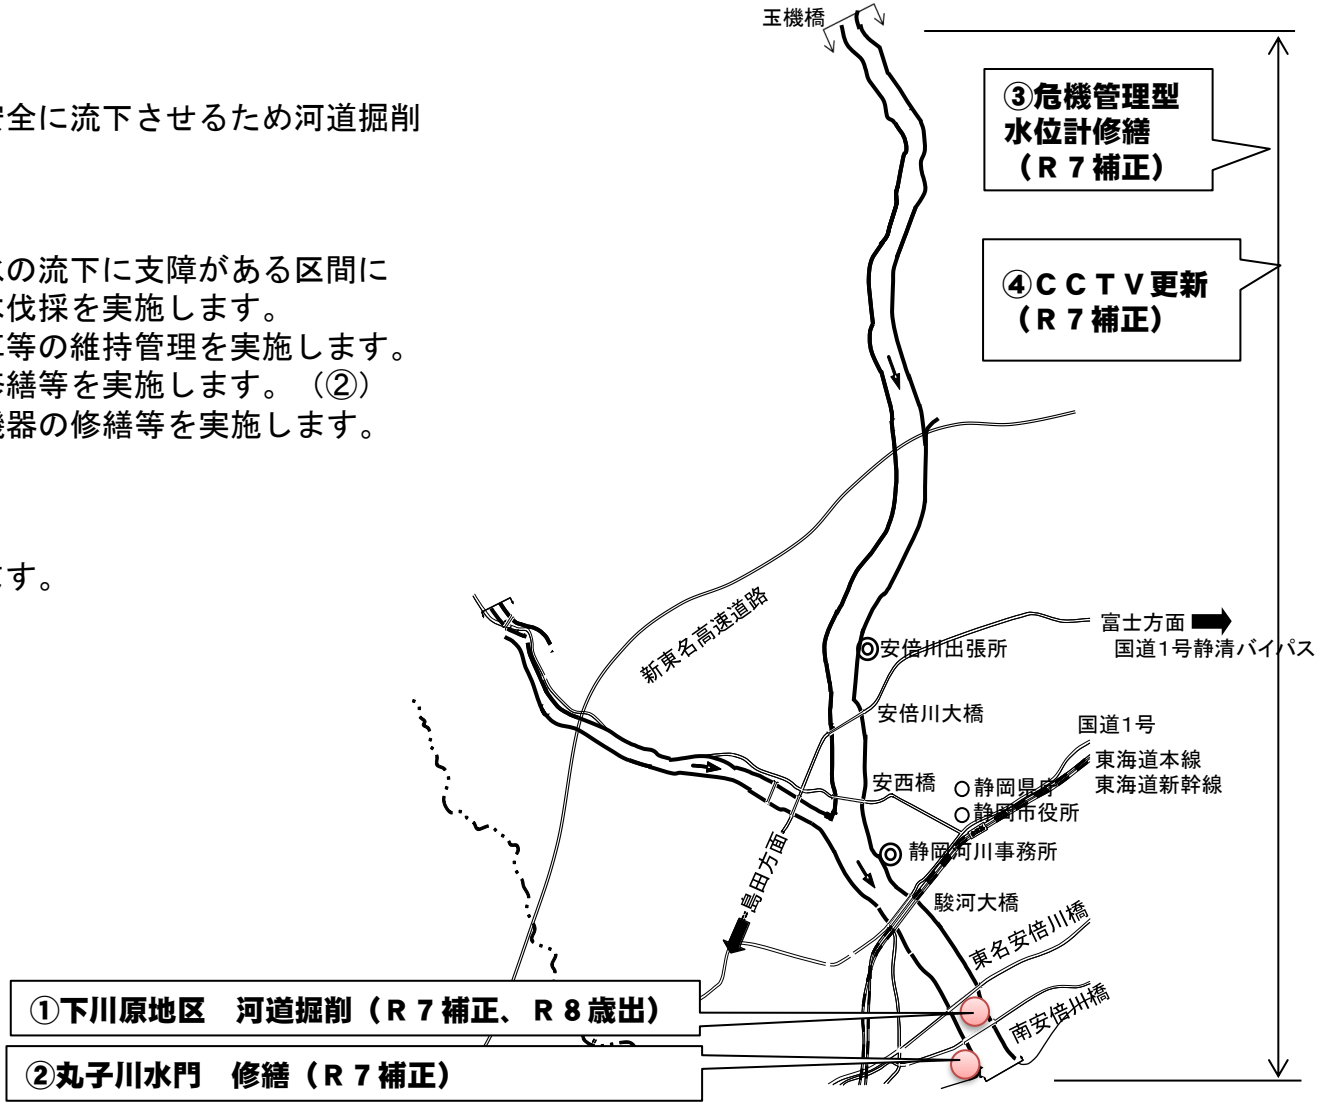 玉機橋
全に流下させるため河道掘削
の流下に支障がある区間に
伐採を実施します。
等の維持管理を実施します。
繕等を実施します。（②）
器の修繕等を実施します。
す。
③危機管理型
水位計修繕
（Ｒ７補正）
④ＣＣＴＶ更新
（Ｒ７補正）
新東名高速道路
富士方面
国道1号静清バイパス
安倍川出張所
安倍川大橋
国道1号
東海道本線
東海道新幹線
安西橋
静岡県庁
静岡市役所
静岡河川事務所
島田方面
駿河大橋
東名安倍川橋
南安倍川橋
①下川原地区　河道掘削（Ｒ７補正、Ｒ８歳出）
②丸子川水門　修繕（Ｒ７補正）